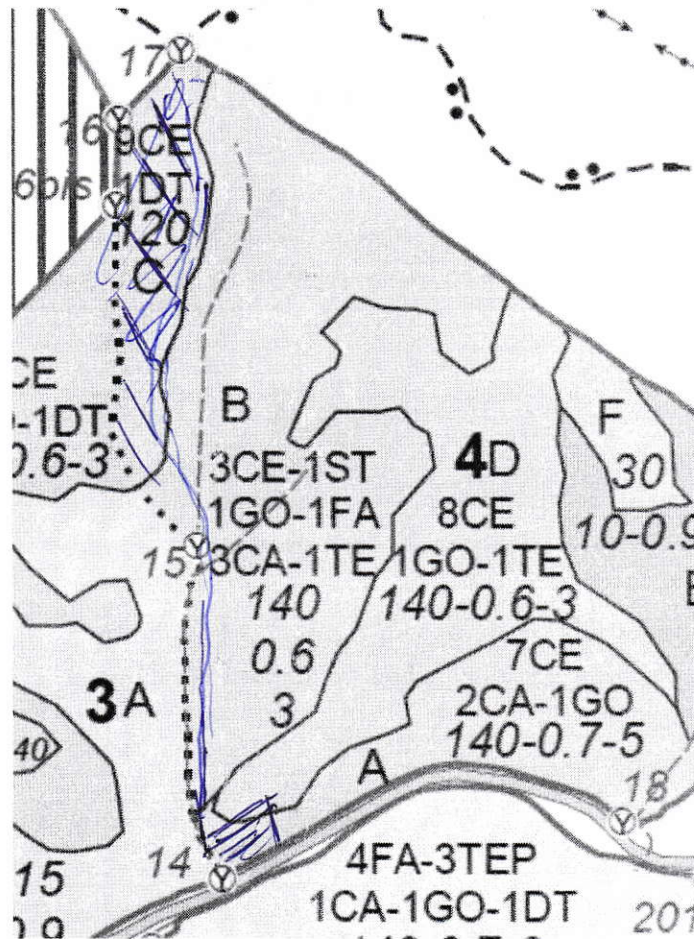 17
16
9CE
6bis
1DT
120
C
CE
-1DT
0.6-3
B
3CE-1ST
1GO-1FA
3CA-1TE
140
0.6
3
4D
8CE
1GO-1TE
140-0.6-3
F
30
10-0.9
E
15
7CE
2CA-1GO
140-0.7-5
3A
40
A
18
14
15
0.9
4FA-3TEP
1CA-1GO-1DT
201